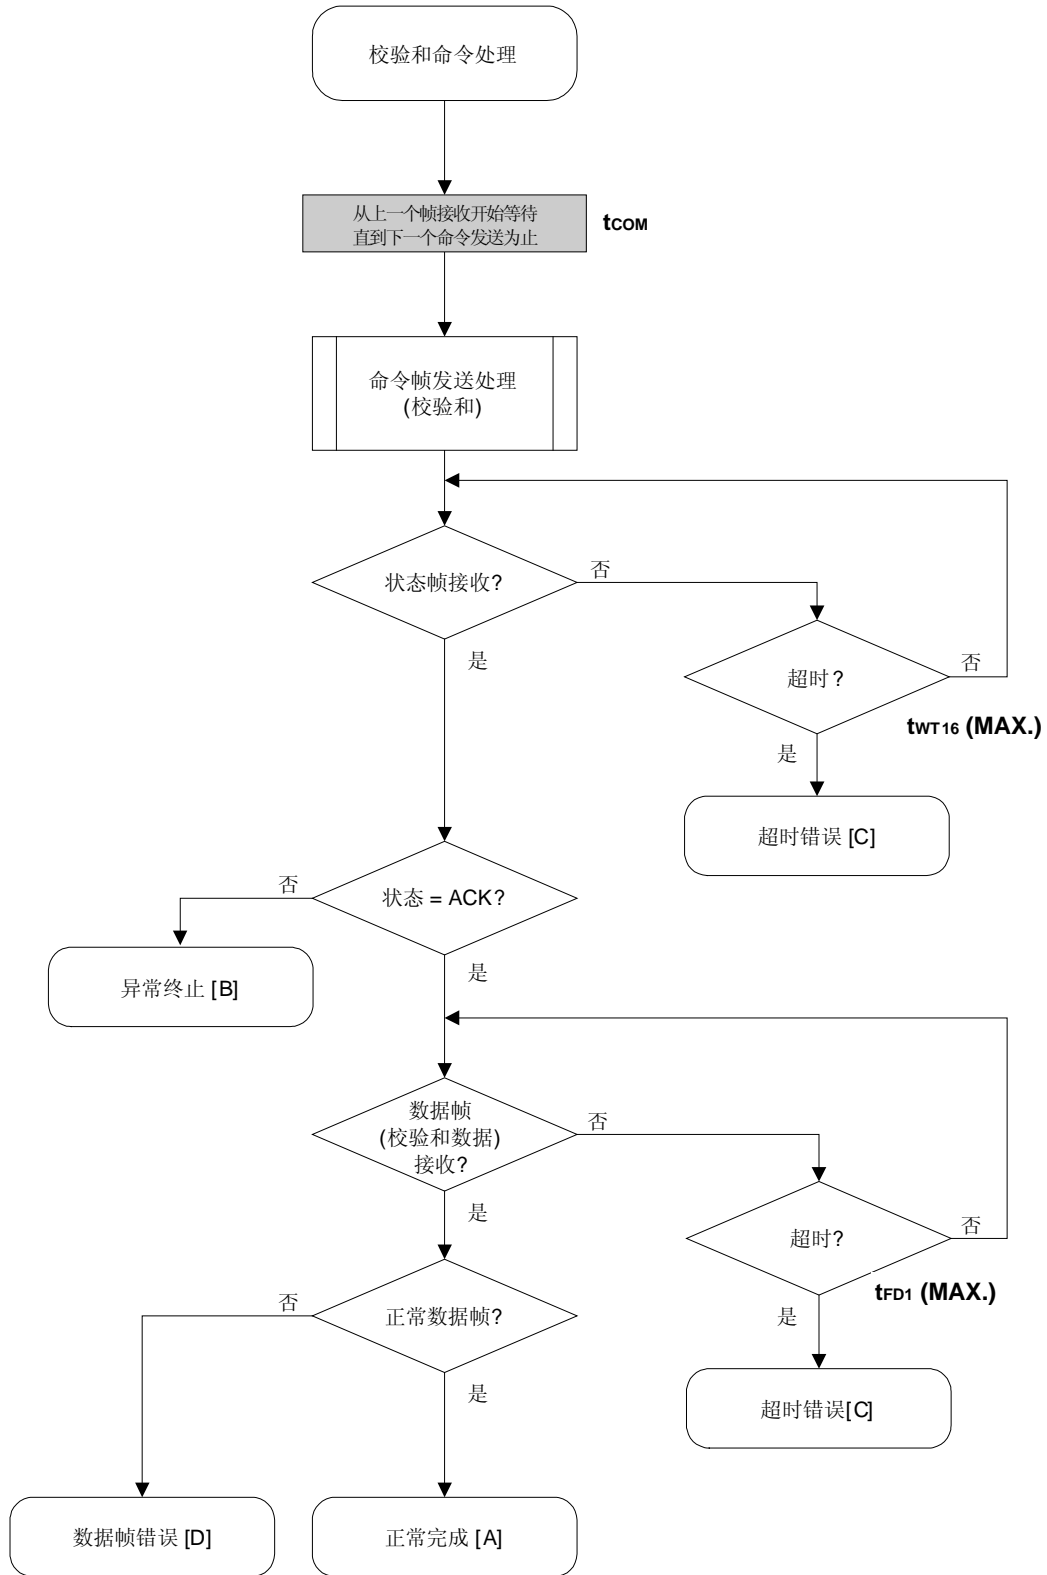 校验和命令处理
从上一个帧接收开始等待
直到下一个命令发送为止
tCOM
命令帧发送处理
(校验和)
状态帧接收?
否
是
超时?
否
tWT16 (MAX.)
是
超时错误 [C]
状态 = ACK?
否
异常终止 [B]
是
数据帧
(校验和数据)
接收?
否
是
超时?
否
tFD1 (MAX.)
是
超时错误[C]
正常数据帧?
否
是
数据帧错误 [D]
正常完成 [A]